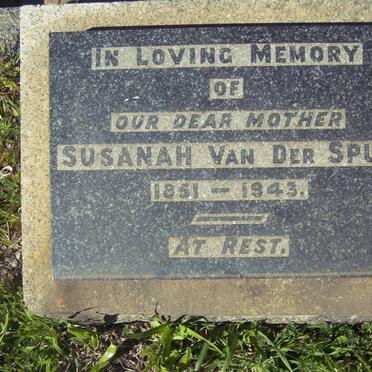 IN LOVING MEMORY
OF
OUR DEAR MOTHER
SUSANAH VAN DER SPU
1851 — 1943.
AT REST.